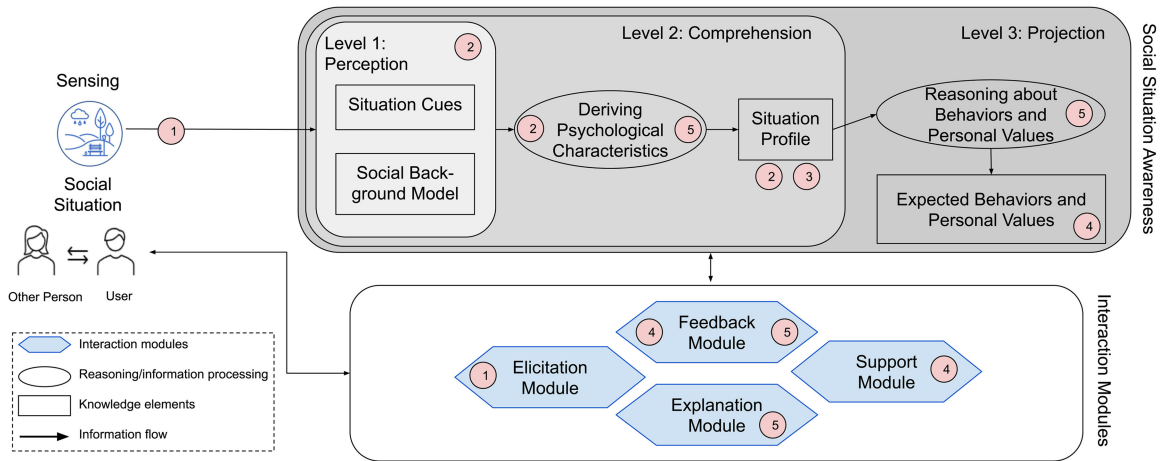 Sensing
1
Social
Situation
Other Person
User
Level 1:
Perception
2
Situation Cues
Social Back-
ground Model
Level 2: Comprehension
2
Deriving
Psychological
Characteristics
5
Situation
Profile
2
3
Level 3: Projection
Reasoning about
Behaviors and
Personal Values
5
Expected Behaviors and
Personal Values
4
Social Situation Awareness
Interaction modules
Reasoning/information processing
Knowledge elements
Information flow
4
Feedback
Module
5
1
Elicitation
Module
Support
Module
4
Explanation
Module
5
Interaction Modules